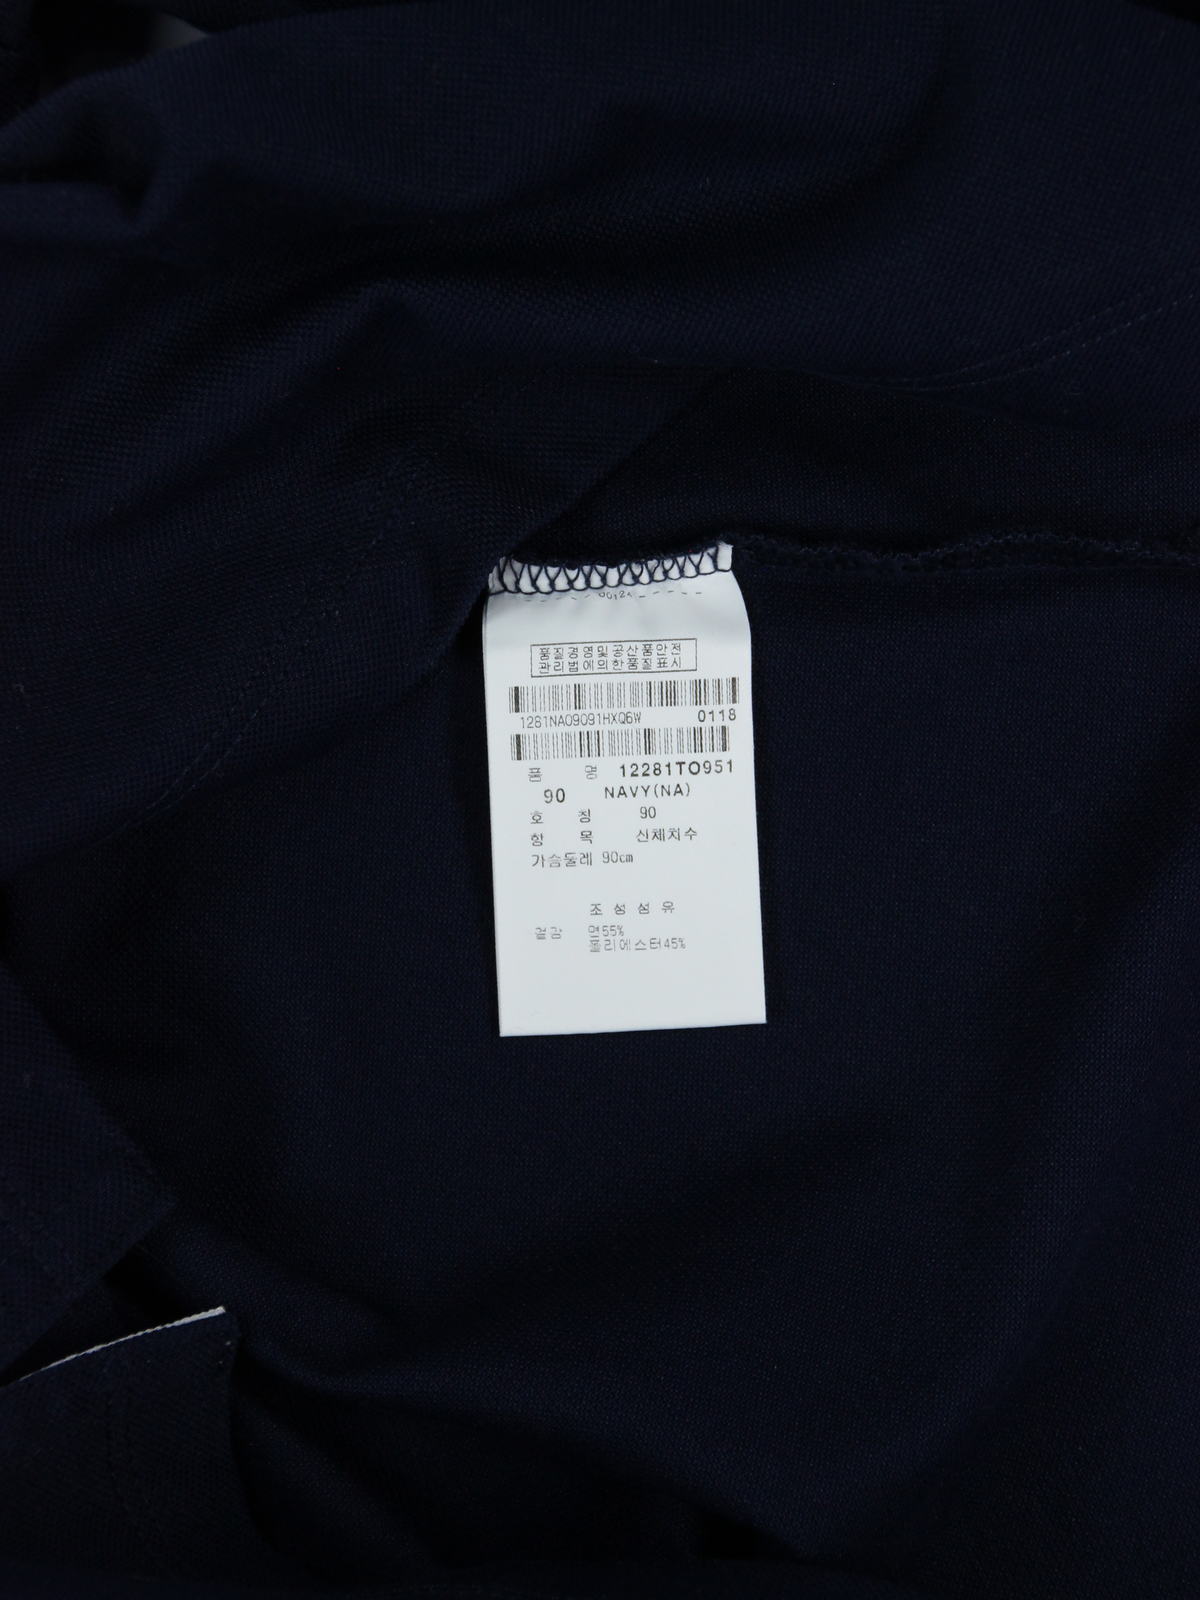 품질경영및공산품안전
관리법에의한품질표시
1281NA09091HXQ6W 0118
품 명 12281TO951
90 NAVY(NA)
호 칭 90
항 목 신체치수
가슴둘레 90cm
조 성 섬 유
겉감 면55%
폴리에스터45%